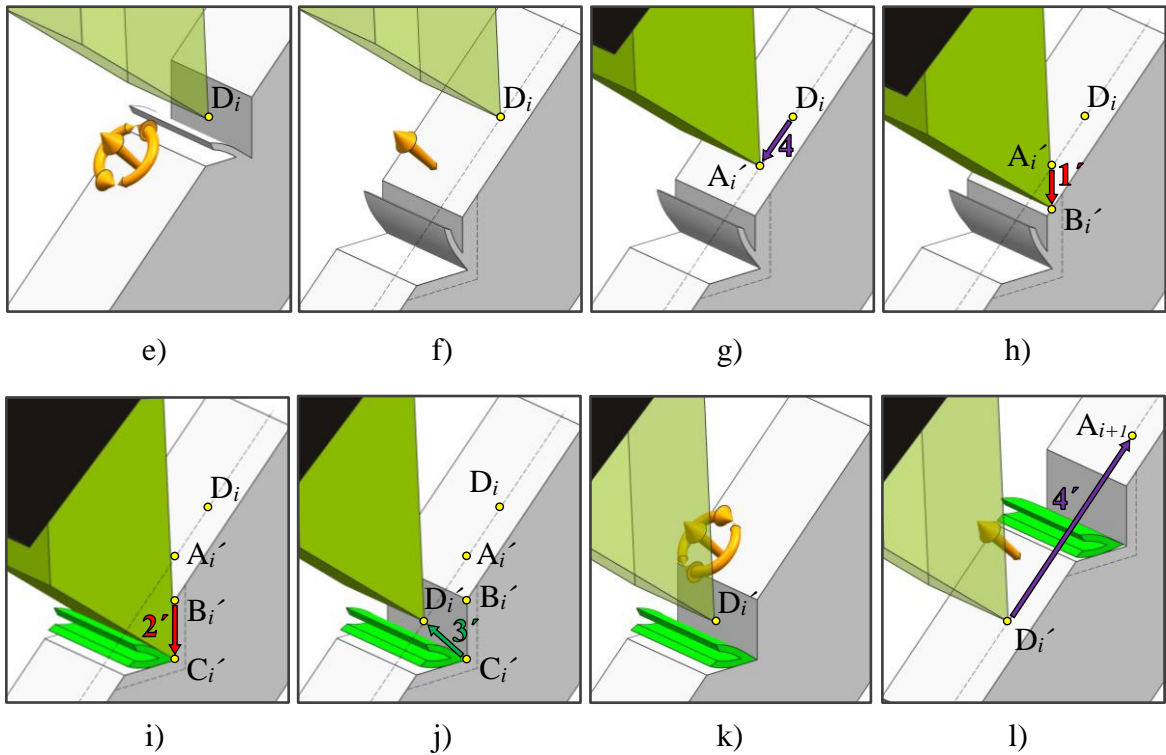 Dᵢ
Dᵢ
Dᵢ
4
Aᵢ´
Dᵢ
Aᵢ´
1´
Bᵢ´
e)
f)
g)
h)
Dᵢ
Aᵢ´
Bᵢ´
2´
Cᵢ´
Dᵢ
Aᵢ´
Dᵢ´
Bᵢ´
3´
Cᵢ´
Dᵢ´
Aᵢ₊₁
4´
Dᵢ´
i)
j)
k)
l)